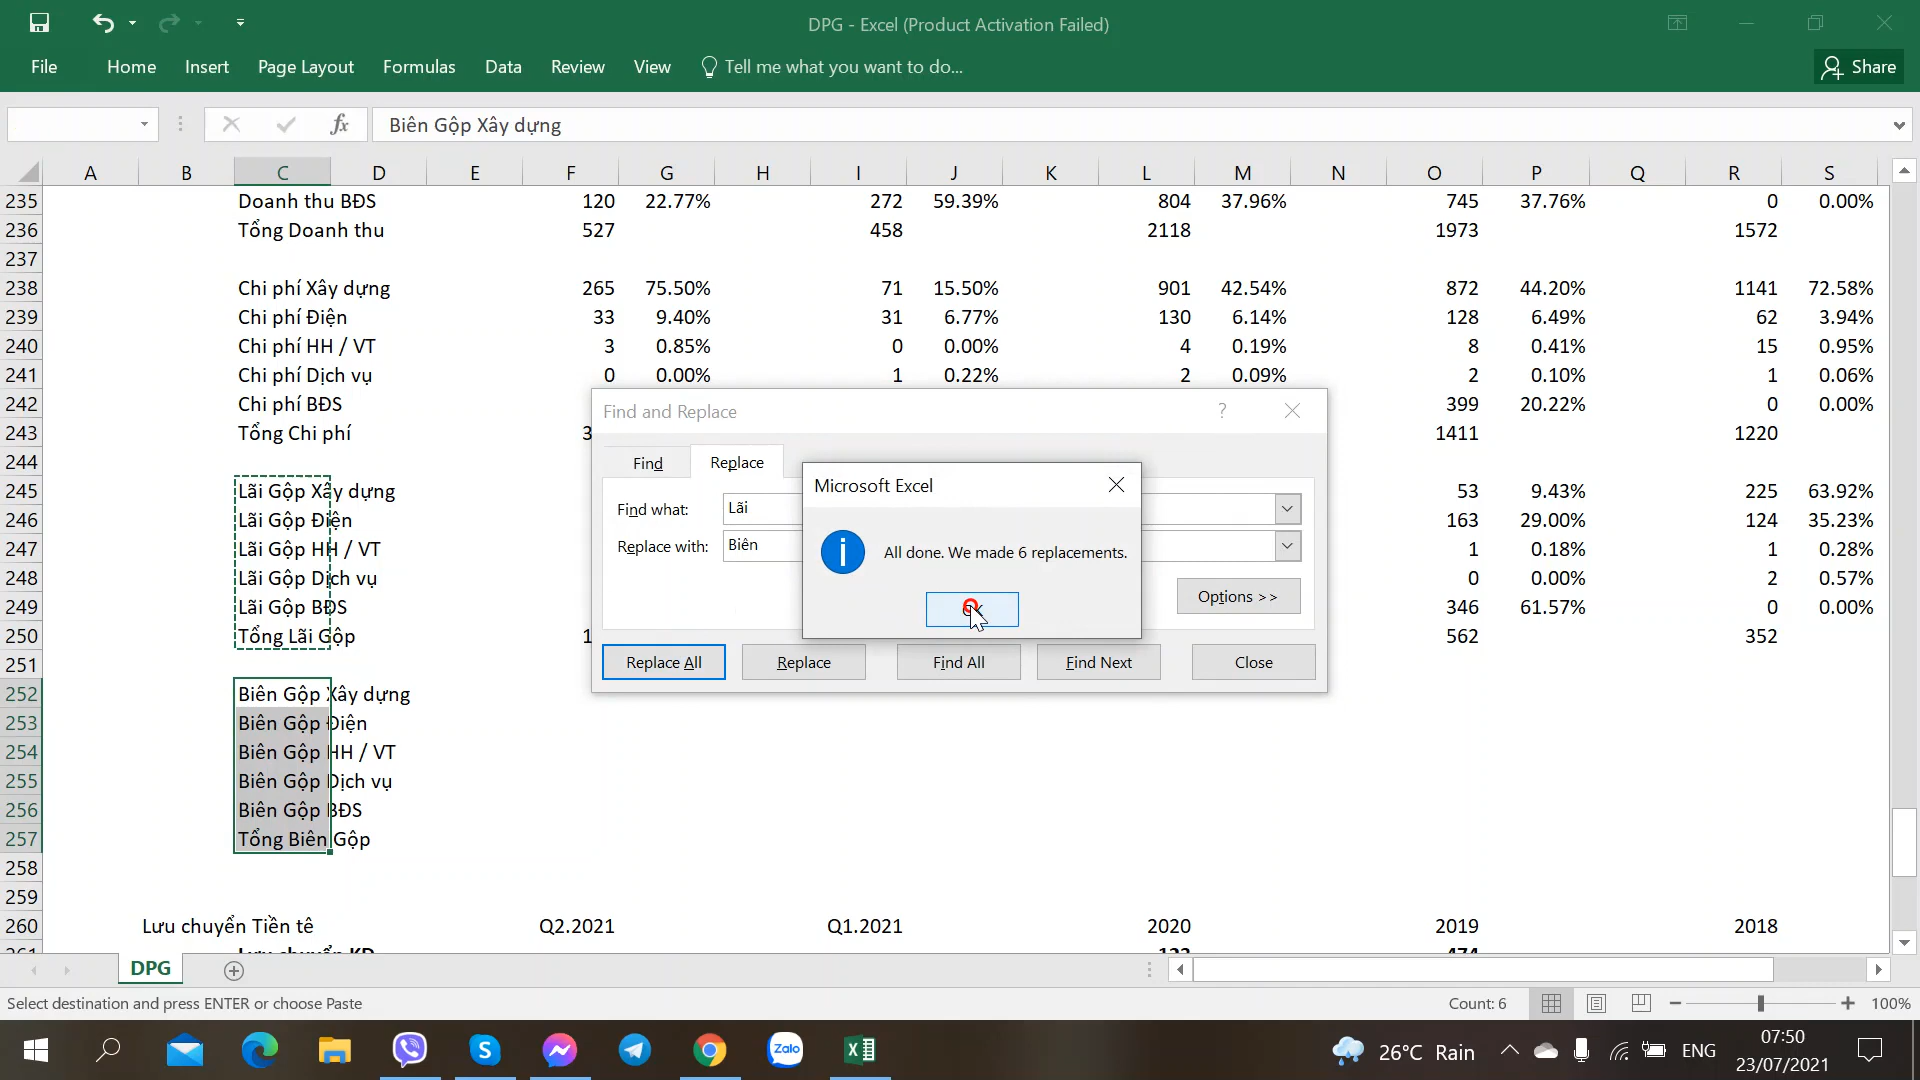 DPG - Excel (Product Activation Failed)
File Home Insert Page Layout Formulas Data Review View Tell me what you want to do... Share
fx Biên Gộp Xây dựng
A B C D E F G H I J K L M N O P Q R S
235 Doanh thu BĐS 120 22.77% 272 59.39% 804 37.96% 745 37.76% 0 0.00%
236 Tổng Doanh thu 527 458 2118 1973 1572
237
238 Chi phí Xây dựng 265 75.50% 71 15.50% 901 42.54% 872 44.20% 1141 72.58%
239 Chi phí Điện 33 9.40% 31 6.77% 130 6.14% 128 6.49% 62 3.94%
240 Chi phí HH / VT 3 0.85% 0 0.00% 4 0.19% 8 0.41% 15 0.95%
241 Chi phí Dịch vụ 0 0.00% 1 0.22% 2 0.09% 2 0.10% 1 0.06%
242 Chi phí BĐS 399 20.22% 0 0.00%
243 Tổng Chi phí 1411 1220
244
245 Lãi Gộp Xây dựng 53 9.43% 225 63.92%
246 Lãi Gộp Điện 163 29.00% 124 35.23%
247 Lãi Gộp HH / VT 1 0.18% 1 0.28%
248 Lãi Gộp Dịch vụ 0 0.00% 2 0.57%
249 Lãi Gộp BĐS 346 61.57% 0 0.00%
250 Tổng Lãi Gộp 562 352
251
252 Biên Gộp Xây dựng
253 Biên Gộp Điện
254 Biên Gộp HH / VT
255 Biên Gộp Dịch vụ
256 Biên Gộp BĐS
257 Tổng Biên Gộp
258
259
260 Lưu chuyển Tiền tê Q2.2021 Q1.2021 2020 2019 2018
Find and Replace ?
Find Replace
Find what: Lãi
Replace with: Biên
Options >>
Replace All Replace Find All Find Next Close
Microsoft Excel
All done. We made 6 replacements.
DPG
Select destination and press ENTER or choose Paste Count: 6 100%
Zalo 26°C Rain ENG 07:50
23/07/2021